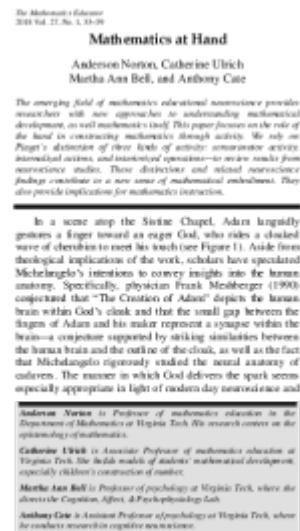 The Mathematics Educator
2018 Vol. 27, No. 1, 33–59
Mathematics at Hand
Anderson Norton, Catherine Ulrich
Martha Ann Bell, and Anthony Cate
The emerging field of mathematics educational neuroscience provides
researchers with new approaches to understanding mathematical
development, as well mathematics itself. This paper focuses on the role of
the hand in constructing mathematics through activity. We rely on
Piaget's distinction of three kinds of activity: sensorimotor activity,
internalized actions, and interiorized operations—to review results from
neuroscience studies. These distinctions and related neuroscience
findings contribute to a new sense of mathematical embodiment. They
also provide implications for mathematics instruction.
In a scene atop the Sistine Chapel, Adam languidly
gestures a finger toward an eager God, who rides a cloaked
wave of cherubim to meet his touch (see Figure 1). Aside from
theological implications of the work, scholars have speculated
Michelangelo's intentions to convey insights into the human
anatomy. Specifically, physician Frank Meshberger (1990)
conjectured that "The Creation of Adam" depicts the human
brain within God's cloak and that the small gap between the
fingers of Adam and his maker represent a synapse within the
brain—a conjecture supported by striking similarities between
the human brain and the outline of the cloak, as well as the fact
that Michelangelo rigorously studied the neural anatomy of
cadavers. The manner in which God delivers the spark seems
especially appropriate in light of modern day neuroscience and
Anderson Norton is Professor of mathematics education in the
Department of Mathematics at Virginia Tech. His research centers on the
epistemology of mathematics.
Catherine Ulrich is Associate Professor of mathematics education at
Virginia Tech. She builds models of students' mathematical development,
especially children's construction of number.
Martha Ann Bell is Professor of psychology at Virginia Tech, where she
directs the Cognition, Affect, & Psychophysiology Lab.
Anthony Cate is Assistant Professor of psychology at Virginia Tech, where
he conducts research in cognitive neuroscience.